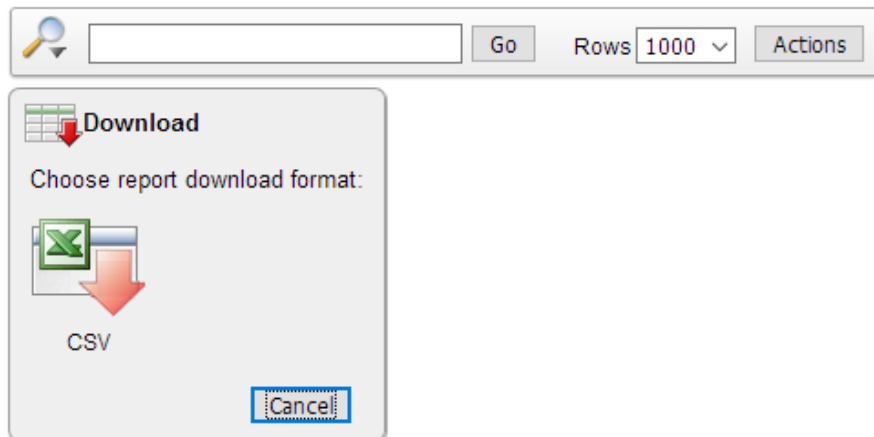 Go Rows 1000 Actions
Download
Choose report download format:
CSV
Cancel